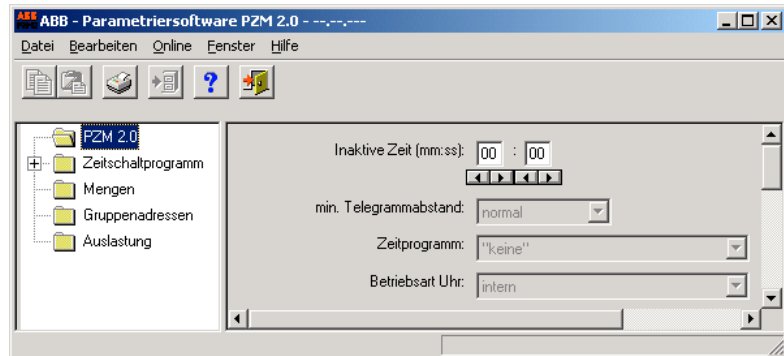 ABB - Parametriersoftware PZM 2.0 - --.--.---
Datei Bearbeiten Online Fenster Hilfe
PZM 2.0
Zeitschaltprogramm
Mengen
Gruppenadressen
Auslastung
Inaktive Zeit (mm:ss): 00 : 00
min. Telegrammabstand: normal
Zeitprogramm: "keine"
Betriebsart Uhr: intern